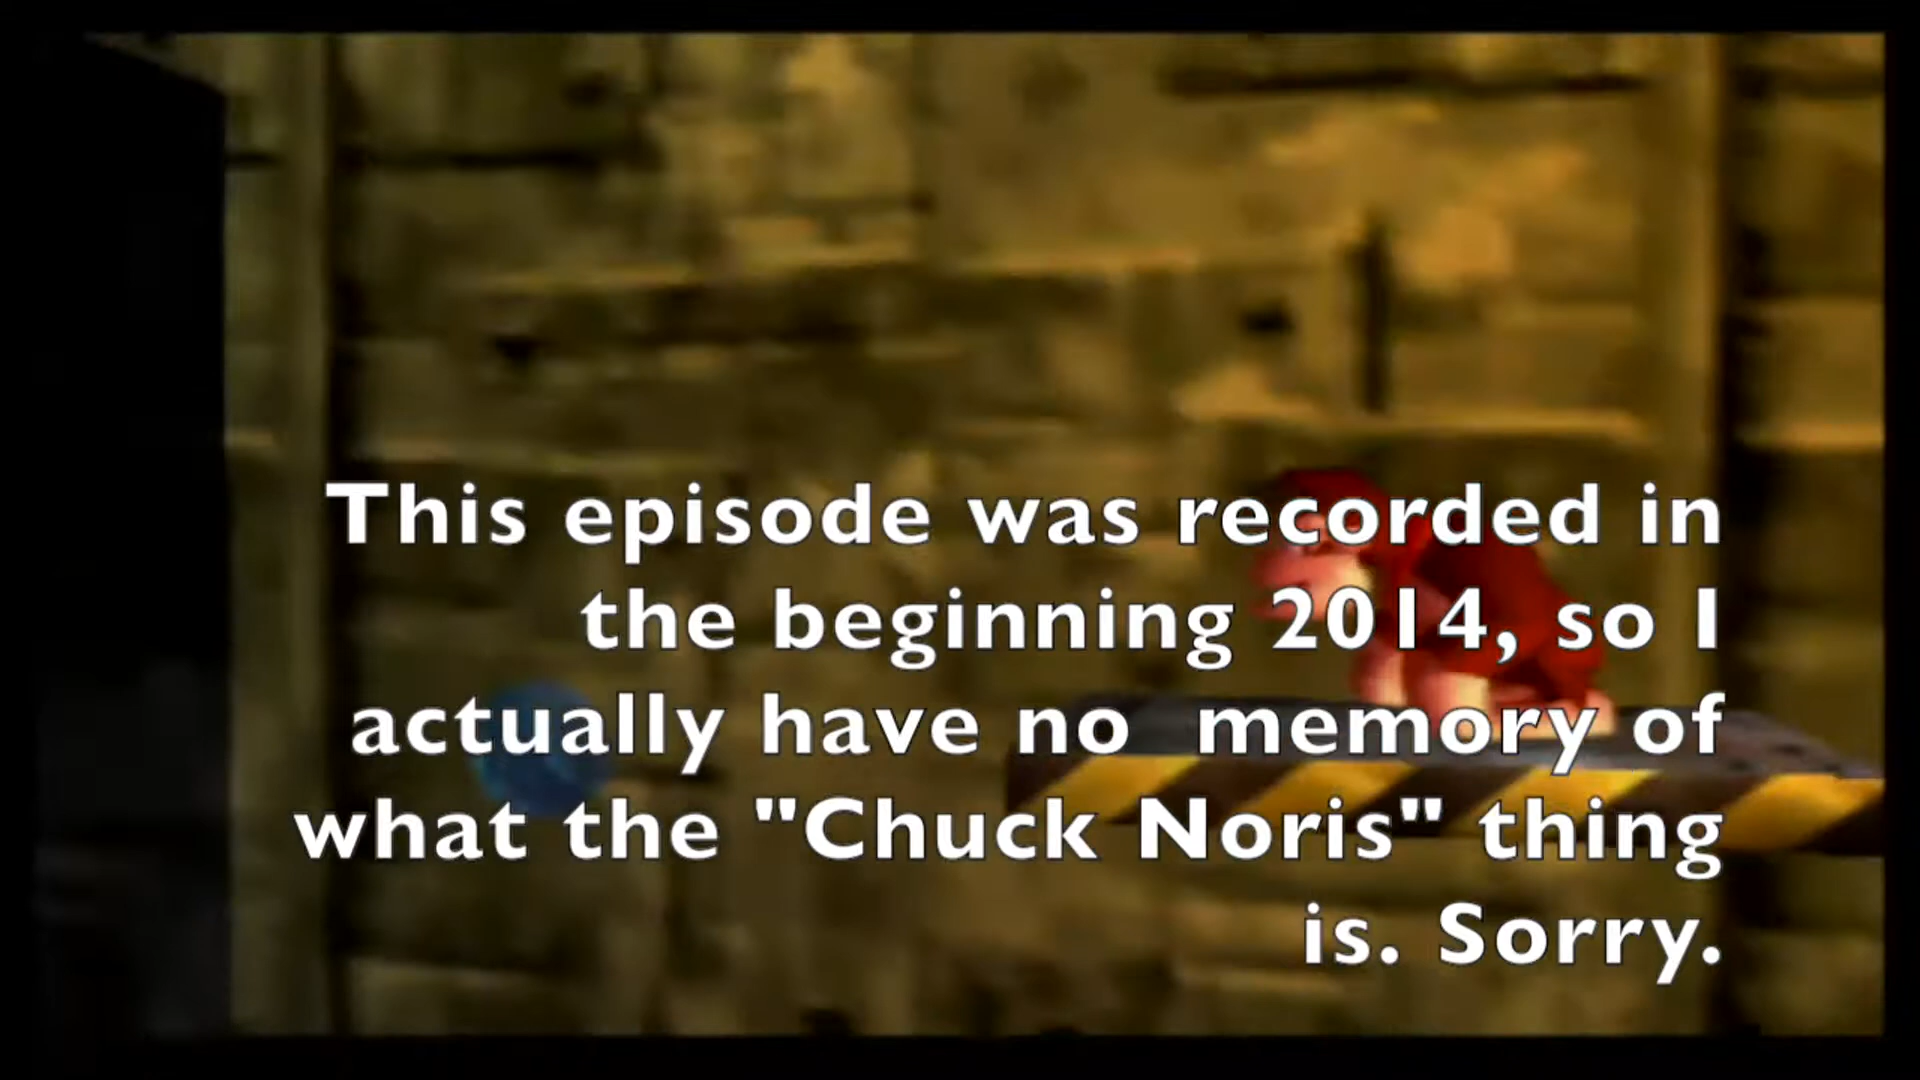 This episode was recorded in
the beginning 2014, so I
actually have no  memory of
what the "Chuck Noris" thing
is. Sorry.